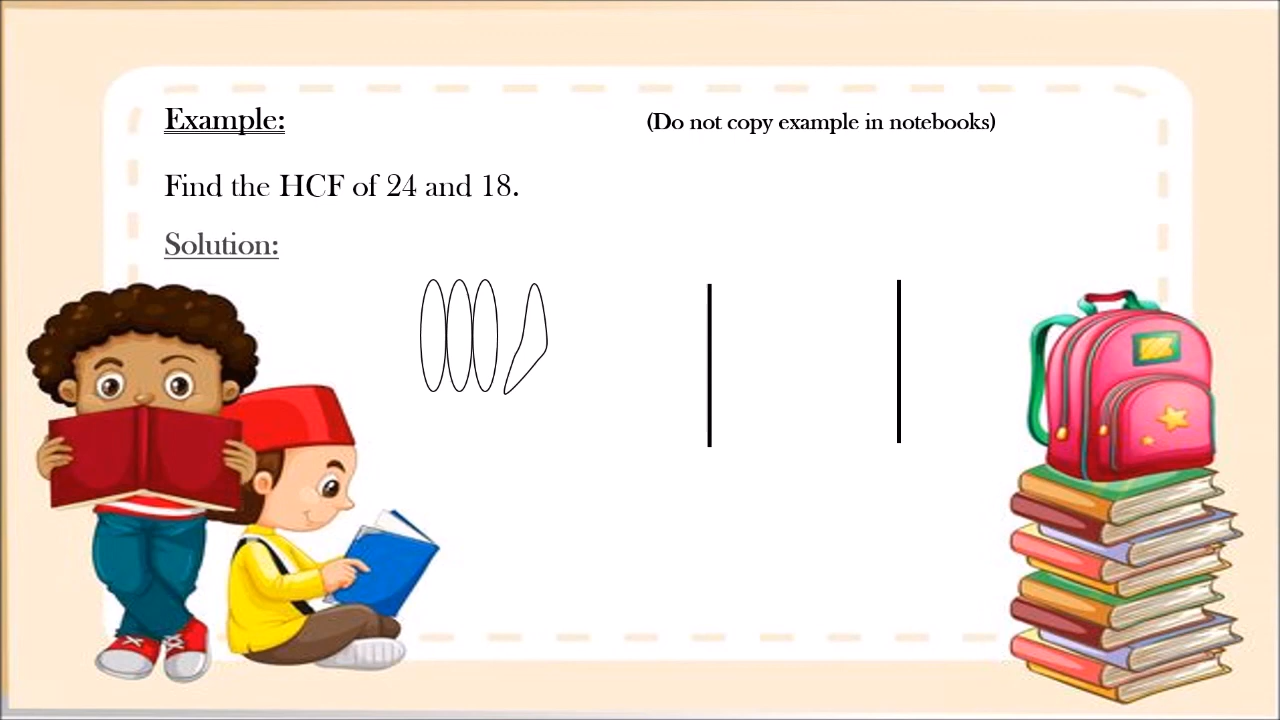 Example:
(Do not copy example in notebooks)
Find the HCF of 24 and 18.
Solution: